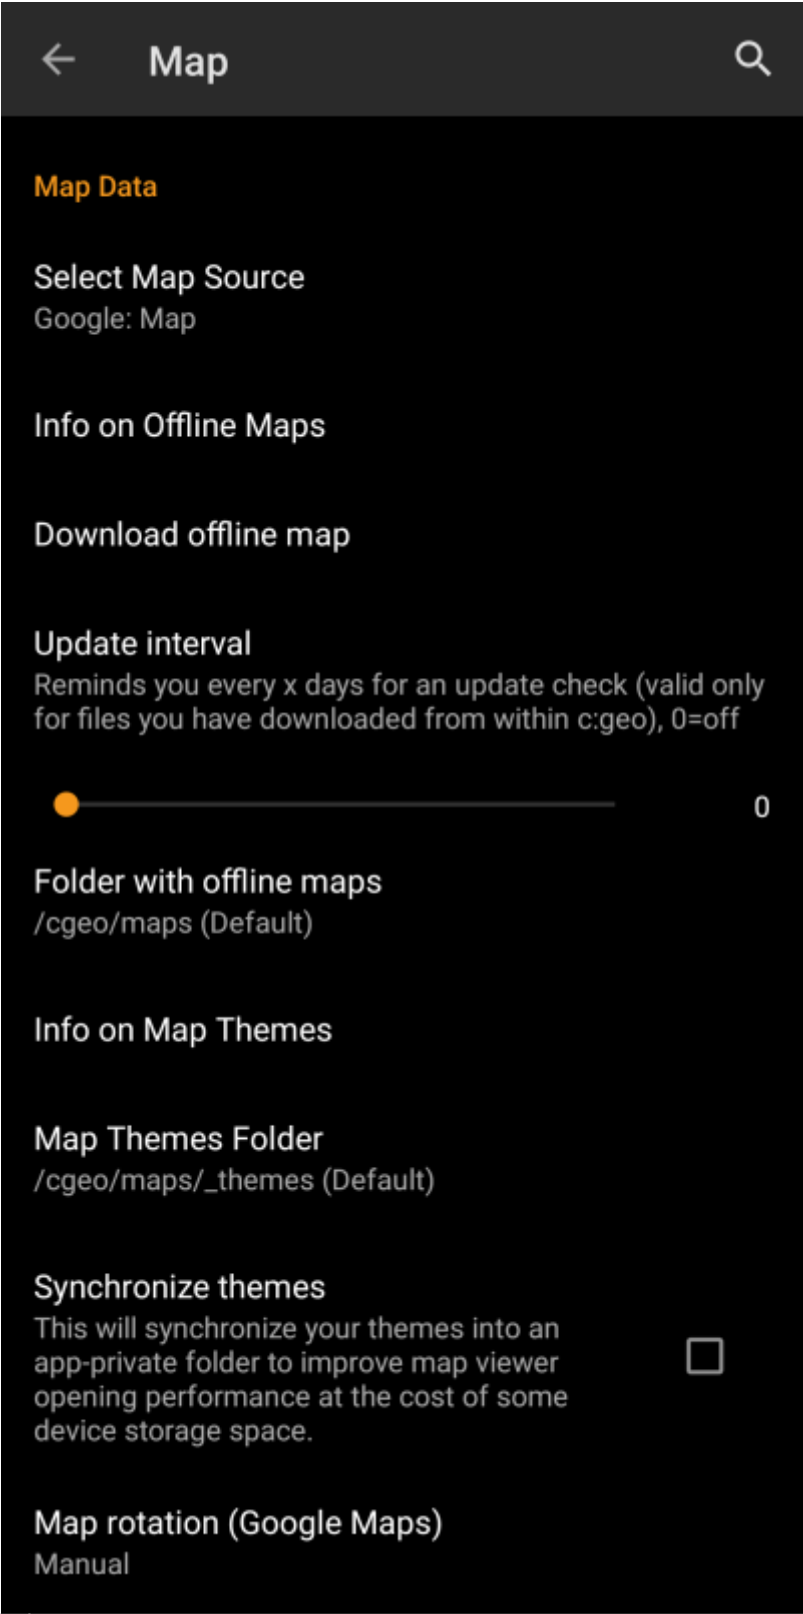 Map
Map Data
Select Map Source
Google: Map
Info on Offline Maps
Download offline map
Update interval
Reminds you every x days for an update check (valid only
for files you have downloaded from within c:geo), 0=off
0
Folder with offline maps
/cgeo/maps (Default)
Info on Map Themes
Map Themes Folder
/cgeo/maps/_themes (Default)
Synchronize themes
This will synchronize your themes into an
app-private folder to improve map viewer
opening performance at the cost of some
device storage space.
Map rotation (Google Maps)
Manual